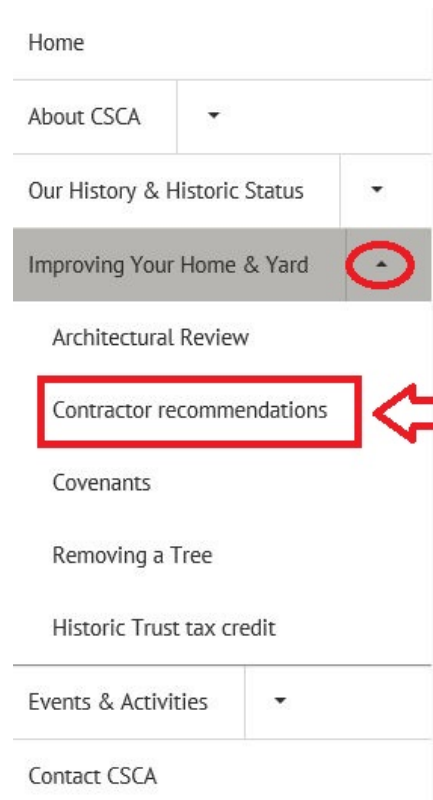 Home
About CSCA
Our History & Historic Status
Improving Your Home & Yard
Architectural Review
Contractor recommendations
Covenants
Removing a Tree
Historic Trust tax credit
Events & Activities
Contact CSCA